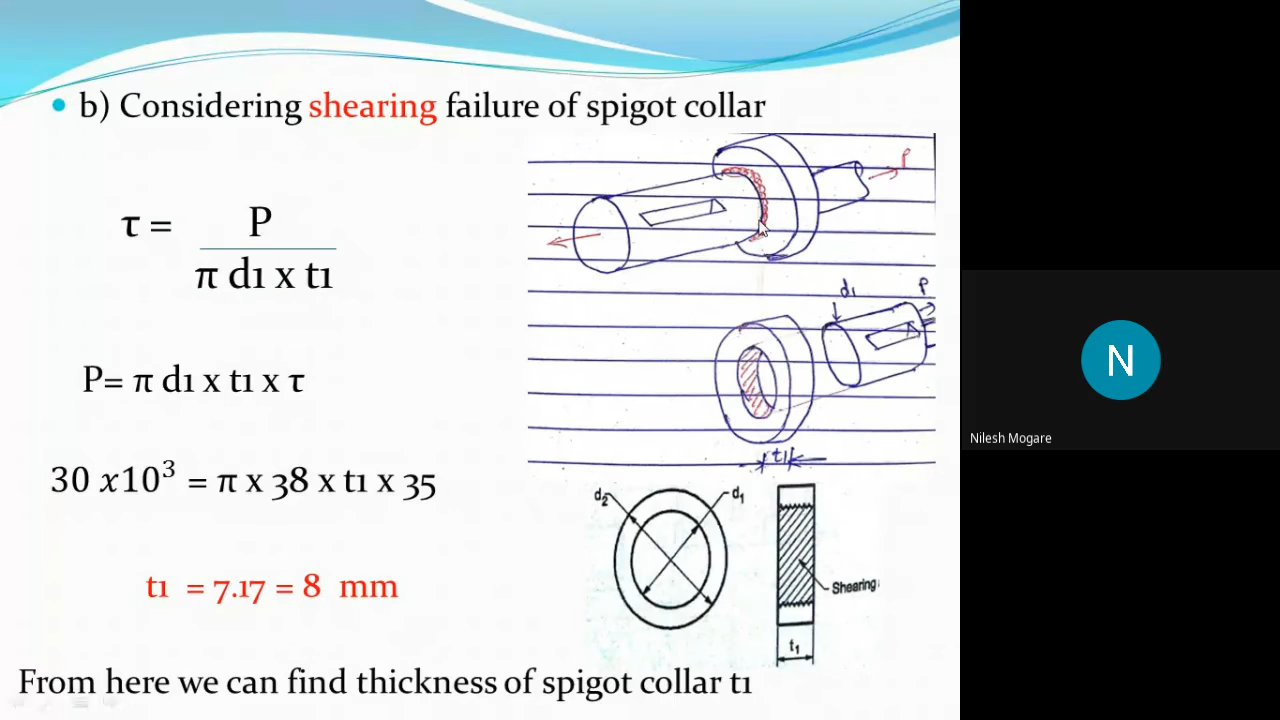 b) Considering shearing failure of spigot collar
τ = P
π d1 x t1
P= π d1 x t1 x τ
30 x10³ = π x 38 x t1 x 35
t1 = 7.17 = 8 mm
From here we can find thickness of spigot collar t1
P
d1
P
t1
d₂
d₁
Shearing
t₁
N
Nilesh Mogare